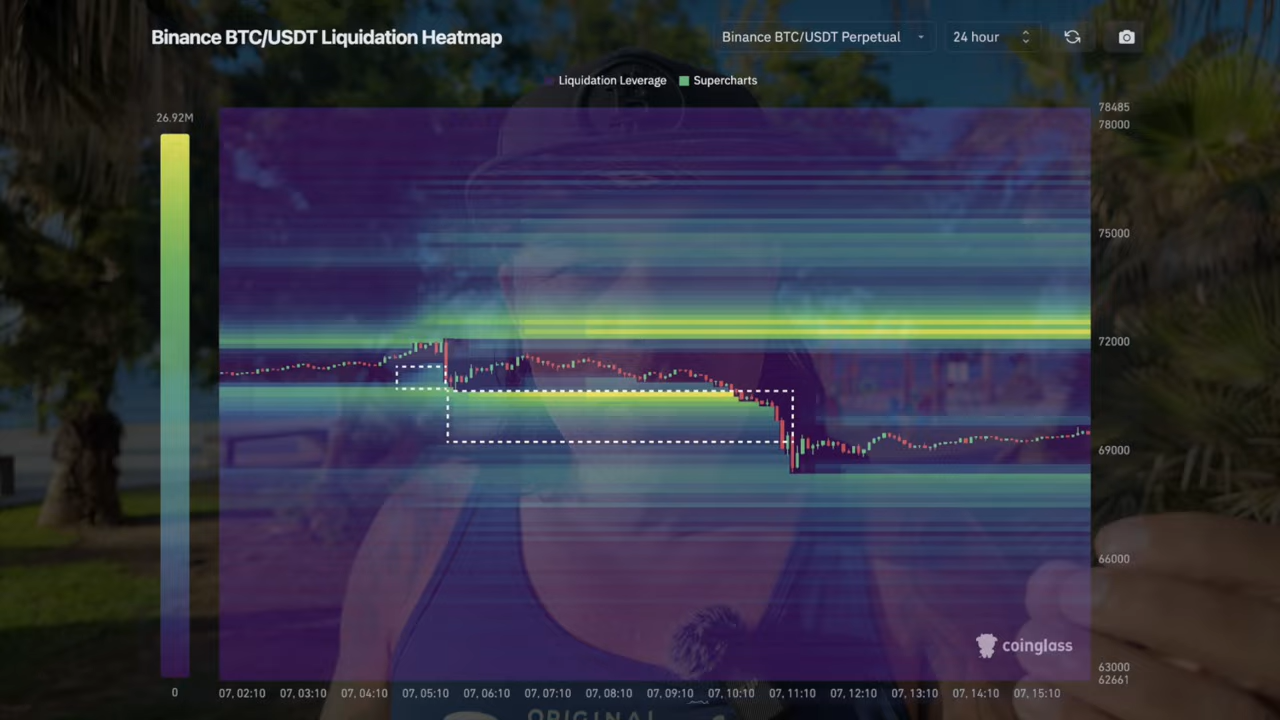 Binance BTC/USDT Liquidation Heatmap
Binance BTC/USDT Perpetual
24 hour
Liquidation Leverage
Supercharts
26.92M
0
78485
78000
75000
72000
69000
66000
63000
62661
coinglass
07, 02:10 07, 03:10 07, 04:10 07, 05:10 07, 06:10 07, 07:10 07, 08:10 07, 09:10 07, 10:10 07, 11:10 07, 12:10 07, 13:10 07, 14:10 07, 15:10
ORIGINAL